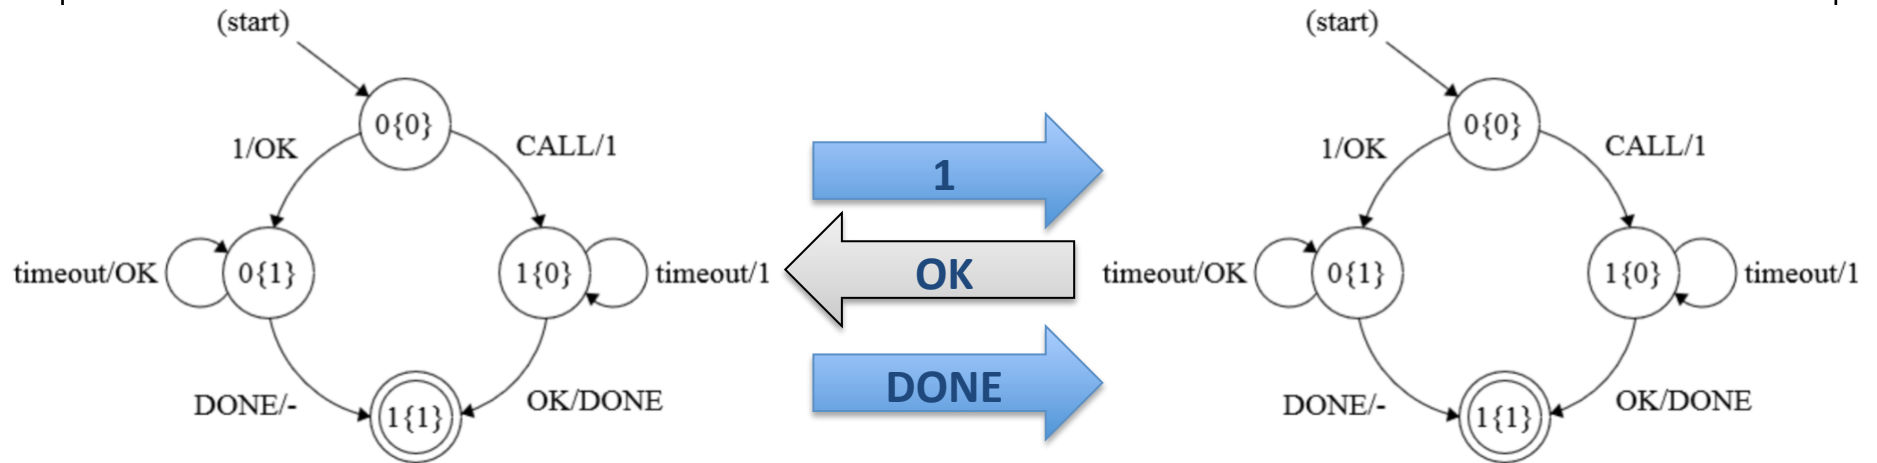 (start)
0{0}
1/OK
CALL/1
timeout/OK
0{1}
1{0}
timeout/1
DONE/-
1{1}
OK/DONE
1
OK
DONE
(start)
0{0}
1/OK
CALL/1
timeout/OK
0{1}
1{0}
timeout/1
DONE/-
1{1}
OK/DONE